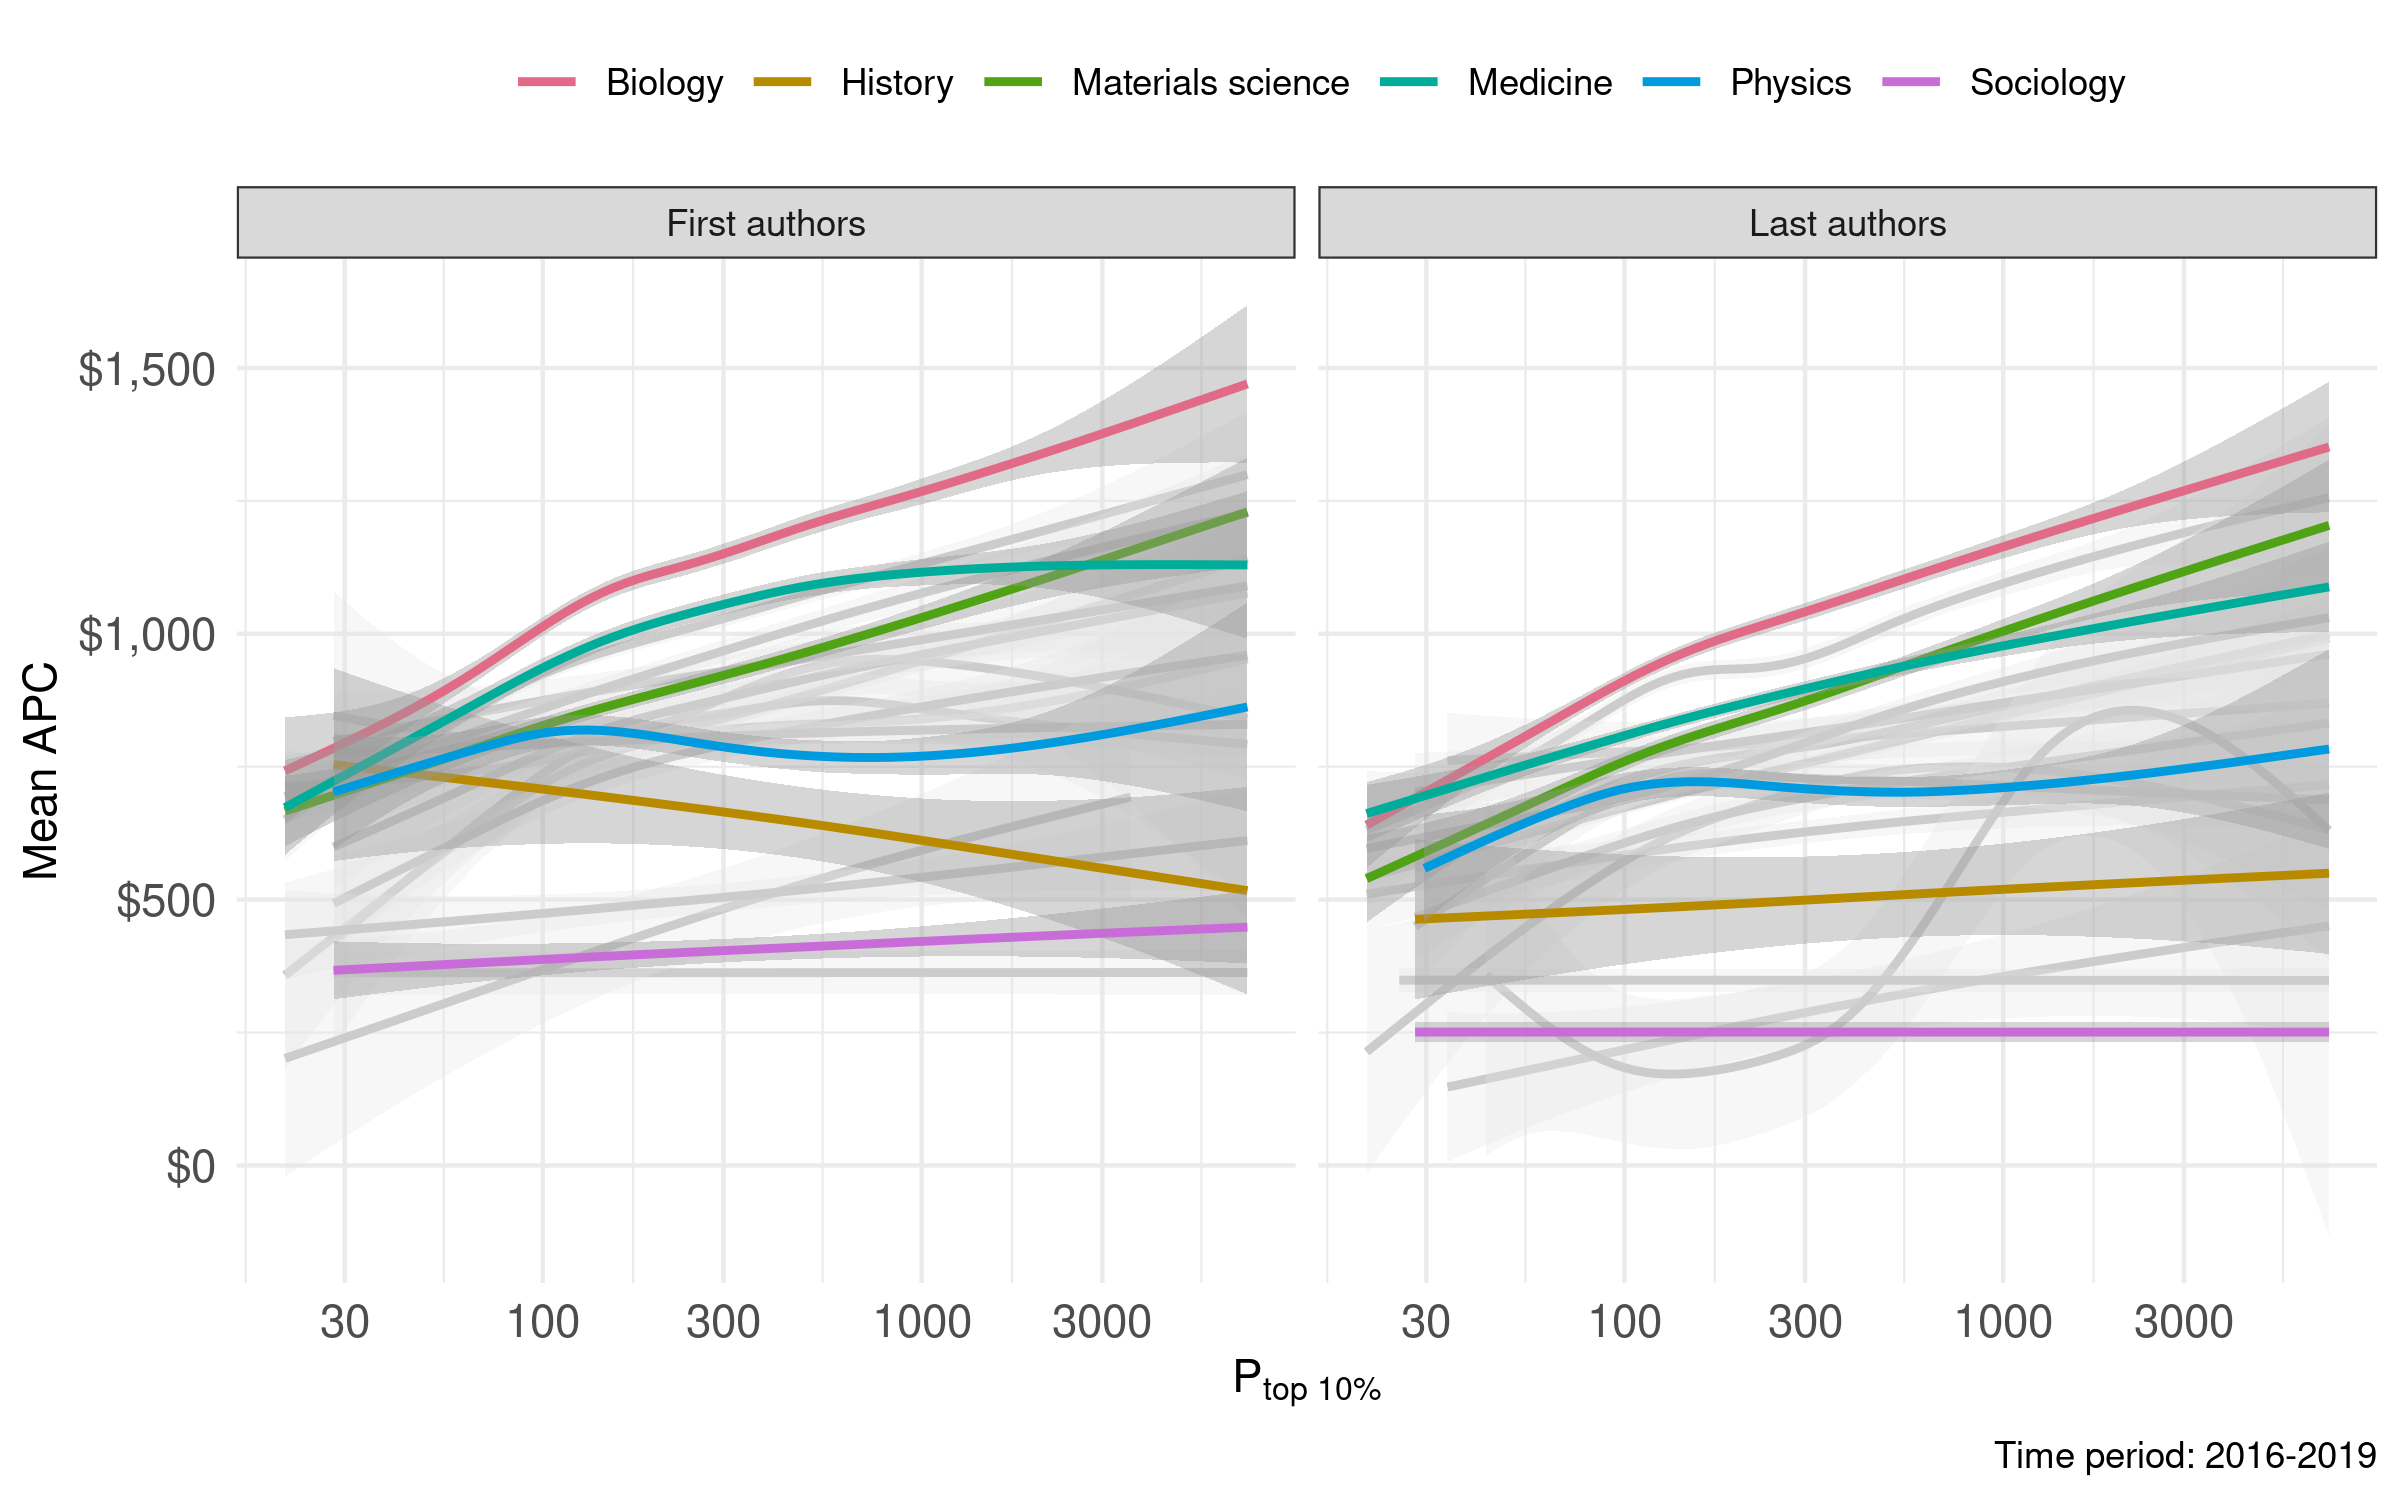 Biology History Materials science Medicine Physics Sociology
First authors Last authors
Mean APC
$1,500
$1,000
$500
$0
30 100 300 1000 3000 30 100 300 1000 3000
P top 10%
Time period: 2016-2019